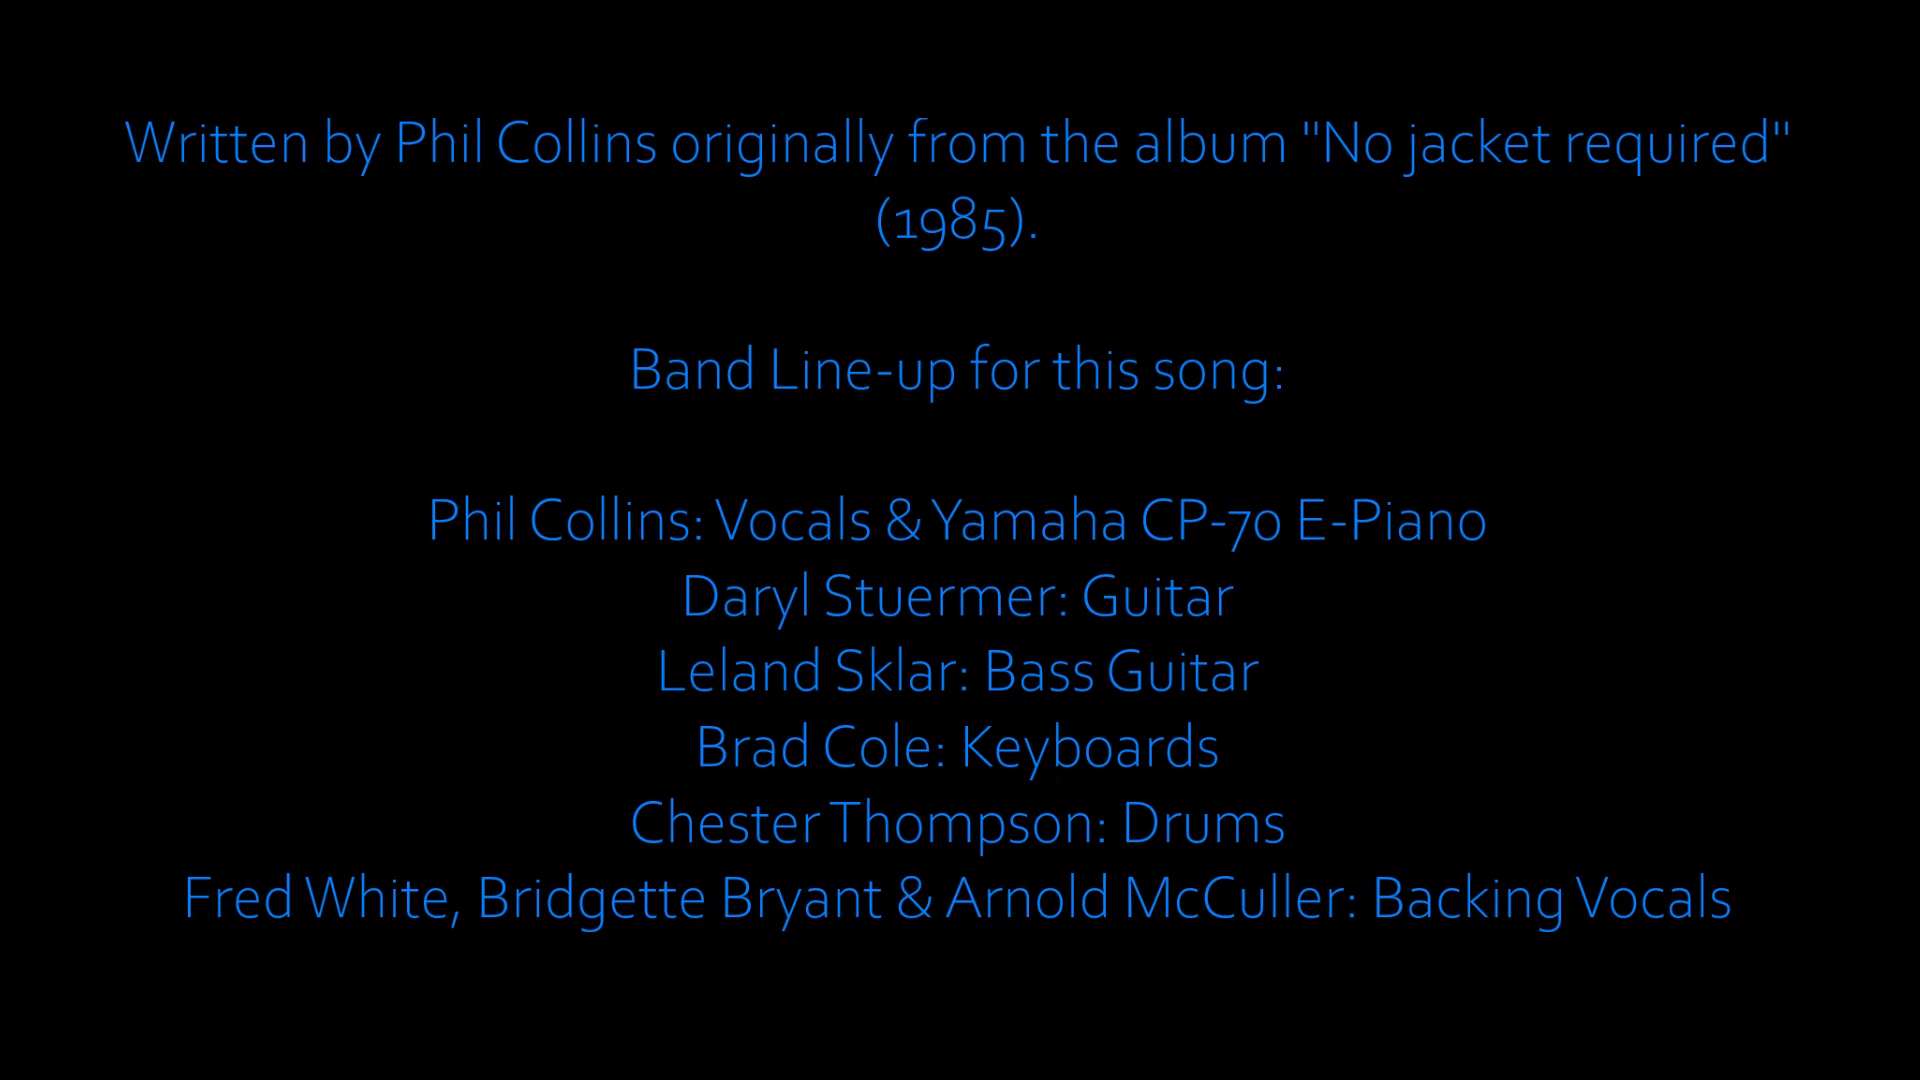 Written by Phil Collins originally from the album "No jacket required"
(1985).
Band Line-up for this song:
Phil Collins: Vocals & Yamaha CP-70 E-Piano
Daryl Stuermer: Guitar
Leland Sklar: Bass Guitar
Brad Cole: Keyboards
Chester Thompson: Drums
Fred White, Bridgette Bryant & Arnold McCuller: Backing Vocals